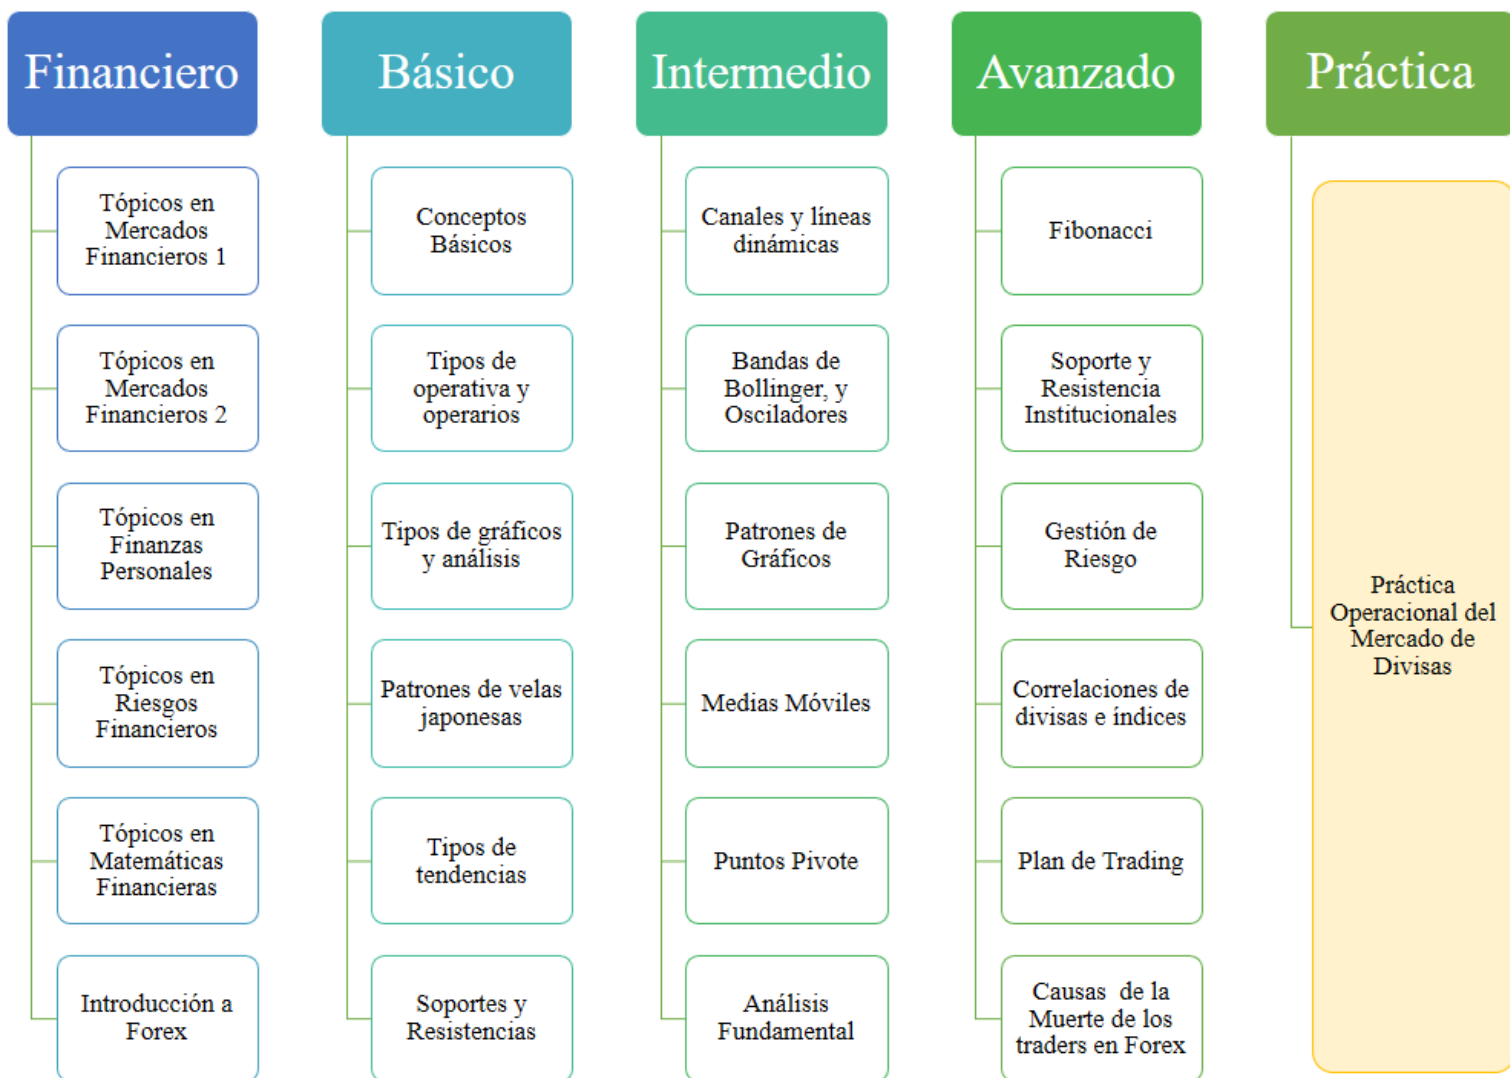 Financiero
Tópicos en
Mercados
Financieros 1
Tópicos en
Mercados
Financieros 2
Tópicos en
Finanzas
Personales
Tópicos en
Riesgos
Financieros
Tópicos en
Matemáticas
Financieras
Introducción a
Forex
Básico
Conceptos
Básicos
Tipos de
operativa y
operarios
Tipos de gráficos
y análisis
Patrones de velas
japonesas
Tipos de
tendencias
Soportes y
Resistencias
Intermedio
Canales y líneas
dinámicas
Bandas de
Bollinger, y
Osciladores
Patrones de
Gráficos
Medias Móviles
Puntos Pivote
Análisis
Fundamental
Avanzado
Fibonacci
Soporte y
Resistencia
Institucionales
Gestión de
Riesgo
Correlaciones de
divisas e índices
Plan de Trading
Causas  de la
Muerte de los
traders en Forex
Práctica
Práctica
Operacional del
Mercado de
Divisas